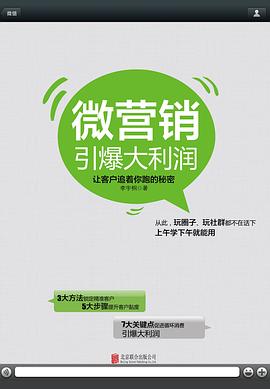 微信
微营销
引爆大利润
让客户追着你跑的秘密
李宇桐◎著
从此，玩圈子、玩社群都不在话下
上午学下午就能用
3大方法锁定精准客户
5大步骤提升客户黏度
7大关键点促进循环消费
引爆大利润
北京联合出版公司